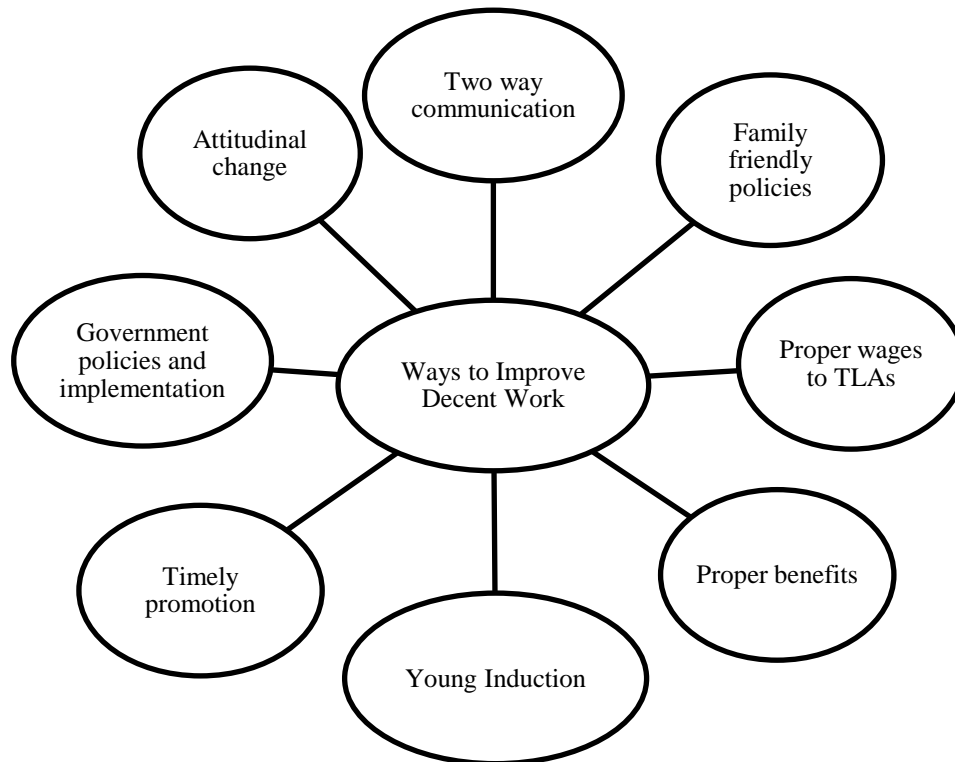 Two way
communication
Attitudinal
change
Family
friendly
policies
Government
policies and
implementation
Ways to Improve
Decent Work
Proper wages
to TLAs
Timely
promotion
Proper benefits
Young Induction